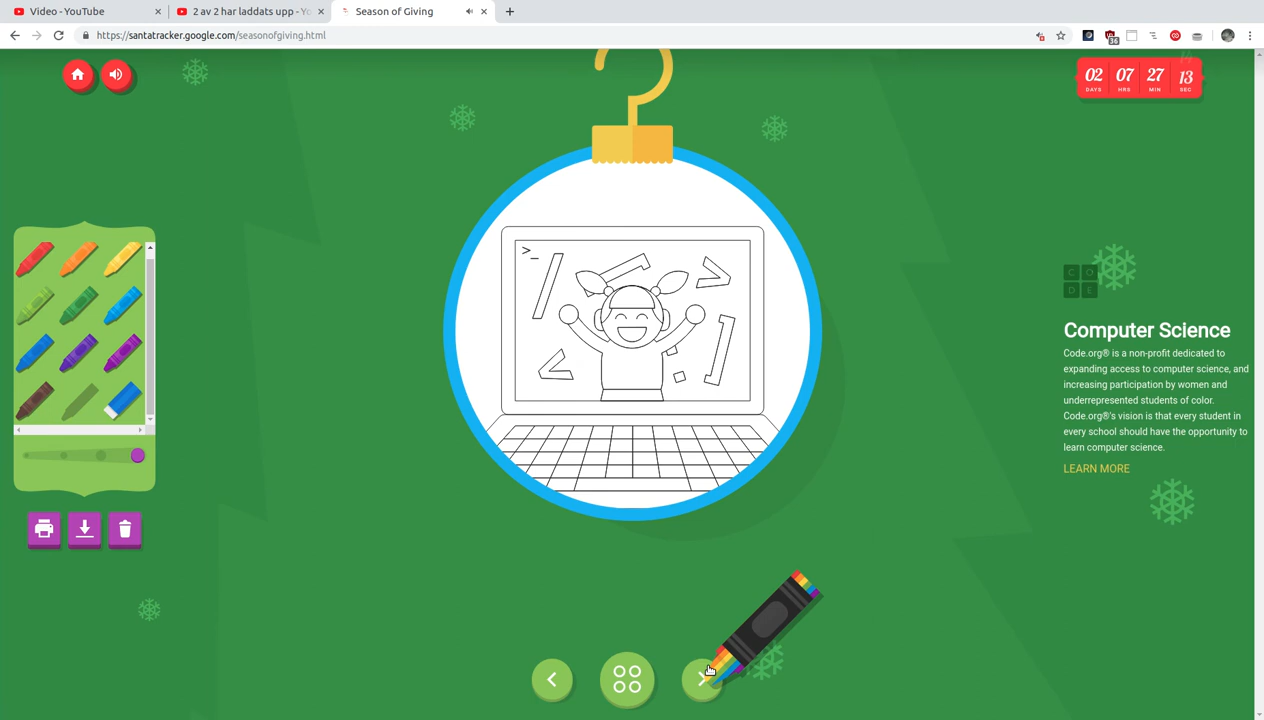 Video - YouTube
2 av 2 har laddats upp - Yo
Season of Giving
https://santatracker.google.com/seasonofgiving.html
36
02 07 27 13
DAYS HRS MIN SEC
>_
C O
D E
Computer Science
Code.org® is a non-profit dedicated to
expanding access to computer science, and
increasing participation by women and
underrepresented students of color.
Code.org®'s vision is that every student in
every school should have the opportunity to
learn computer science.
LEARN MORE